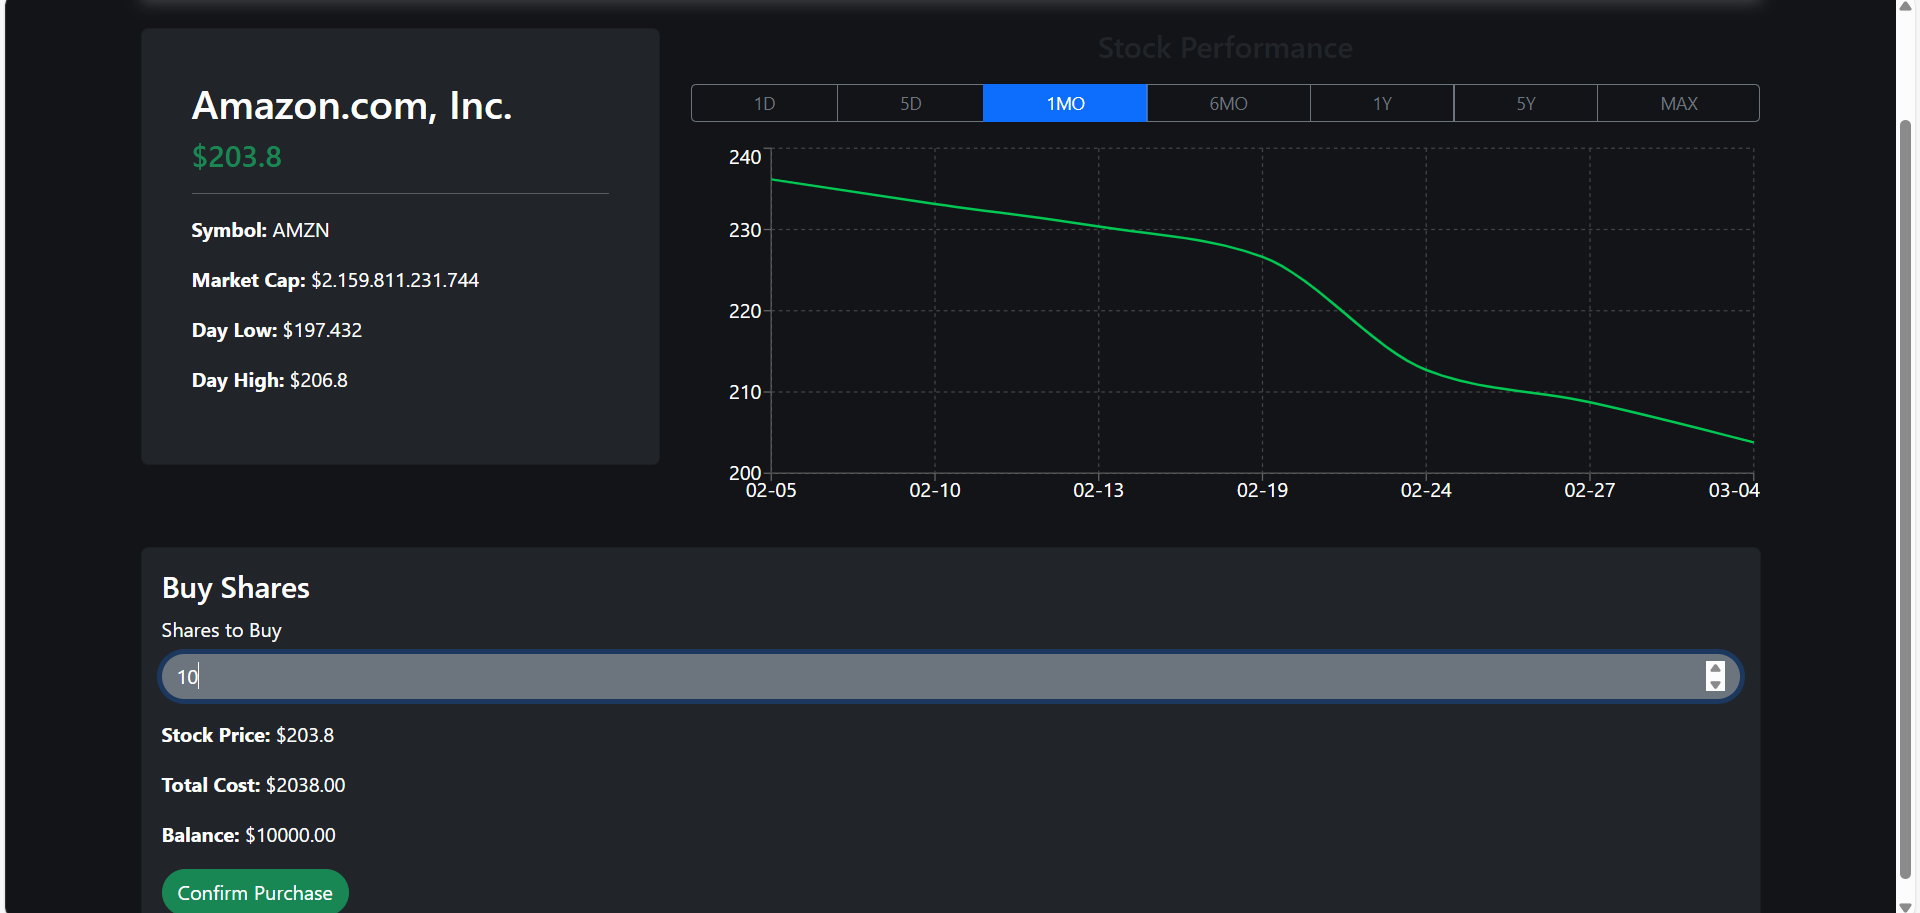 Amazon.com, Inc.
$203.8
Symbol: AMZN
Market Cap: $2.159.811.231.744
Day Low: $197.432
Day High: $206.8
Stock Performance
1D 5D 1MO 6MO 1Y 5Y MAX
240
230
220
210
200
02-05 02-10 02-13 02-19 02-24 02-27 03-04
Buy Shares
Shares to Buy
10
Stock Price: $203.8
Total Cost: $2038.00
Balance: $10000.00
Confirm Purchase